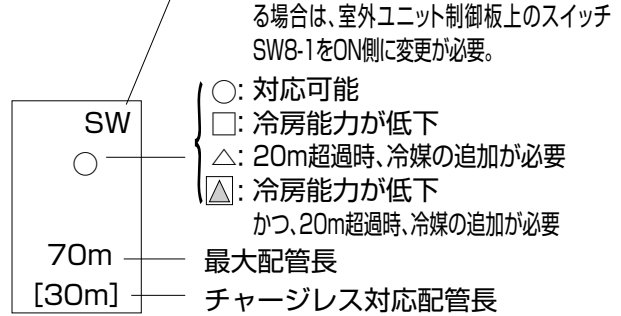 る場合は、室外ユニット制御板上のスイッチ
SW8-1をON側に変更が必要。
SW
○: 対応可能
□: 冷房能力が低下
△: 20m超過時、冷媒の追加が必要
○
: 冷房能力が低下
かつ、20m超過時、冷媒の追加が必要
70m
最大配管長
[30m]
チャージレス対応配管長